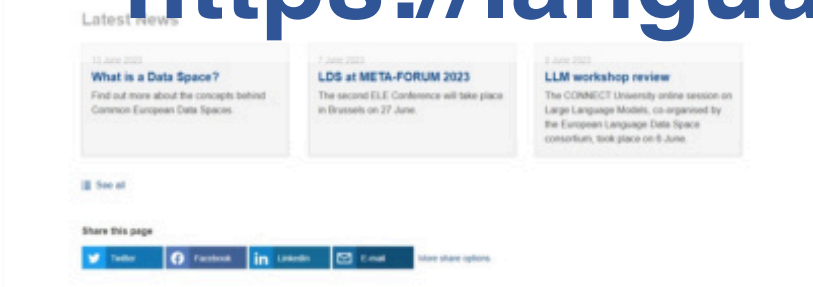 https://langua
Latest News
13 June 2023
What is a Data Space?
Find out more about the concepts behind
Common European Data Spaces.
7 June 2023
LDS at META-FORUM 2023
The second ELE Conference will take place
in Brussels on 27 June.
LLM workshop review
The CONNECT University online session on
Large Language Models, co-organised by
the European Language Data Space
consortium, took place on 6 June.
See all
Share this page
Twitter
Facebook
LinkedIn
E-mail
More share options